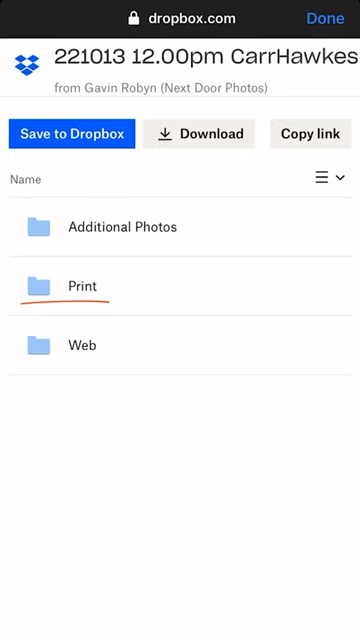 dropbox.com Done
221013 12.00pm CarrHawkes
from Gavin Robyn (Next Door Photos)
Save to Dropbox Download Copy link
Name
Additional Photos
Print
Web